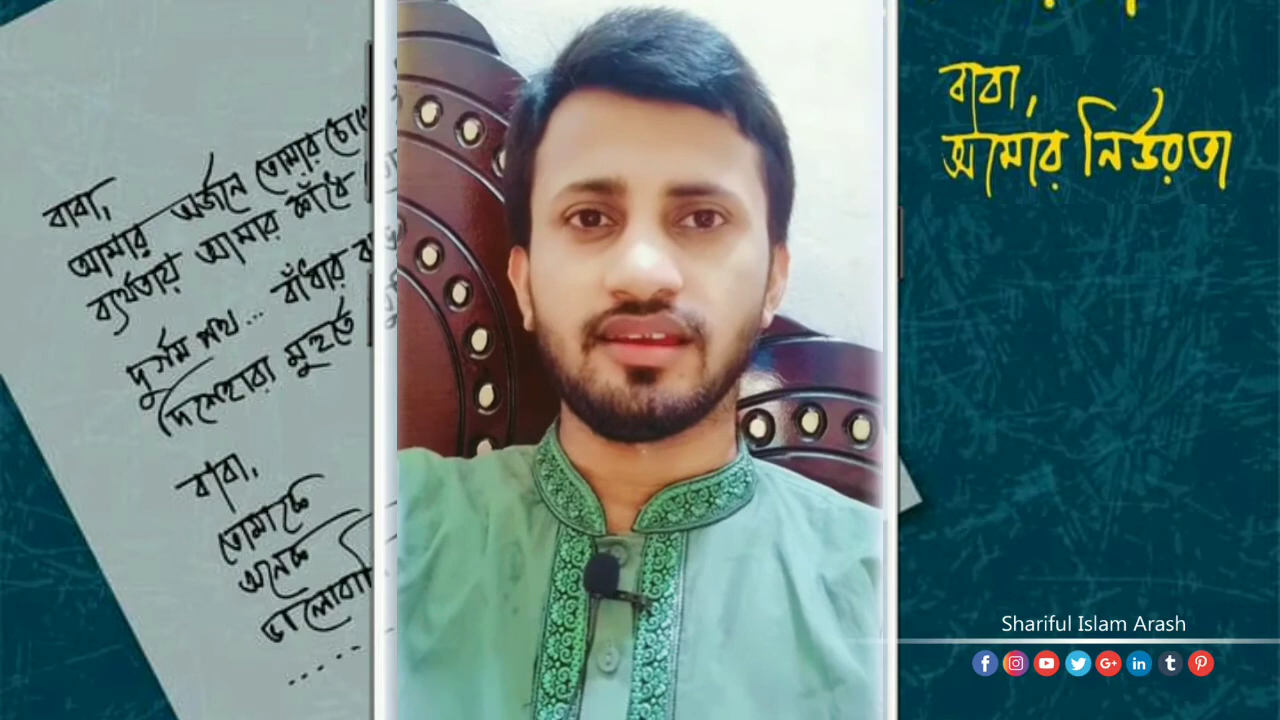 বাবা,
আমার অর্জনে তোমার চোখে
ব্যর্থতায় আমার কাঁধে
দুর্গম পথ... বাঁধার
দিশেহারা মুহূর্তে
বাবা,
তোমাকে
অনেক
ভালোবাসি
......
বাবা,
আমার নির্ভরতা
Shariful Islam Arash